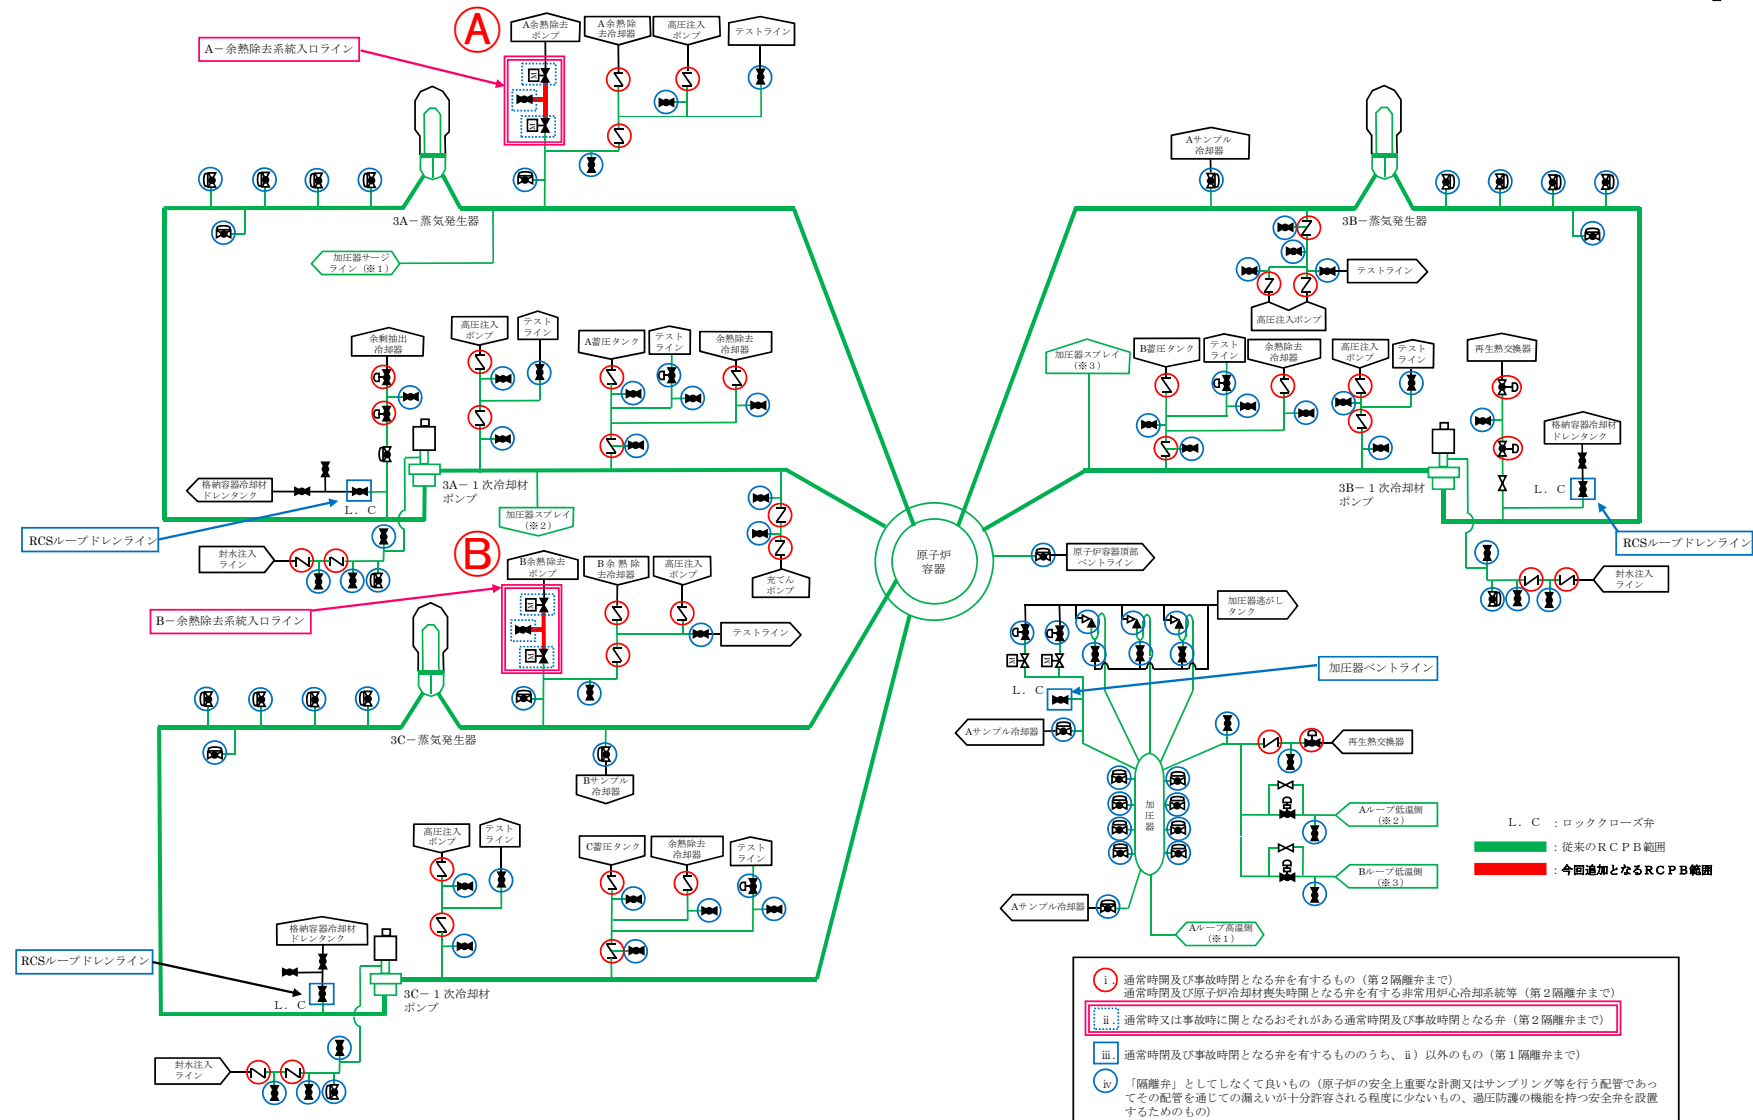 A
A余熱除去
ポンプ
A余熱除
去冷却器
高圧注入
ポンプ
テストライン
A－余熱除去系統入口ライン
M
M
3A－蒸気発生器
加圧器サージ
ライン（※1）
余剰抽出
冷却器
高圧注入
ポンプ
テスト
ライン
A蓄圧タンク
テスト
ライン
余熱除去
冷却器
格納容器冷却材
ドレンタンク
L．C
3A－1次冷却材
ポンプ
加圧器スプレイ
（※2）
RCSループドレンライン
封水注入
ライン
充てん
ポンプ
Aサンプル
冷却器
3B－蒸気発生器
テストライン
高圧注入ポンプ
加圧器スプレイ
（※3）
B蓄圧タンク
テスト
ライン
余熱除去
冷却器
高圧注入
ポンプ
テスト
ライン
再生熱交換器
格納容器冷却材
ドレンタンク
L．C
3B－1次冷却材
ポンプ
RCSループドレンライン
封水注入
ライン
原子炉
容器
原子炉容器頂部
ベントライン
B
B余熱除去
ポンプ
B余熱除
去冷却器
高圧注入
ポンプ
テストライン
B－余熱除去系統入口ライン
M
M
3C－蒸気発生器
Bサンプル
冷却器
高圧注入
ポンプ
テスト
ライン
C蓄圧タンク
余熱除去
冷却器
テスト
ライン
格納容器冷却材
ドレンタンク
RCSループドレンライン
L．C
3C－1次冷却材
ポンプ
封水注入
ライン
加圧器逃がし
タンク
M
M
加圧器ベントライン
L．C
Aサンプル冷却器
再生熱交換器
加
圧
器
Aループ低温側
（※2）
Bループ低温側
（※3）
Aサンプル冷却器
Aループ高温側
（※1）
L．C ：ロッククローズ弁
：従来のRCPB範囲
：今回追加となるRCPB範囲
ⅰ. 通常時開及び事故時閉となる弁を有するもの（第2隔離弁まで）
通常時閉及び原子炉冷却材喪失時開となる弁を有する非常用炉心冷却系統等（第2隔離弁まで）
ⅱ. 通常時又は事故時に開となるおそれがある通常時閉及び事故時閉となる弁（第2隔離弁まで）
ⅲ. 通常時閉及び事故時閉となる弁を有するもののうち、ⅱ）以外のもの（第1隔離弁まで）
ⅳ 「隔離弁」としてしなくて良いもの（原子炉の安全上重要な計測又はサンプリング等を行う配管であっ
てその配管を通じての漏えいが十分許容される程度に少ないもの、過圧防護の機能を持つ安全弁を設置
するためのもの）